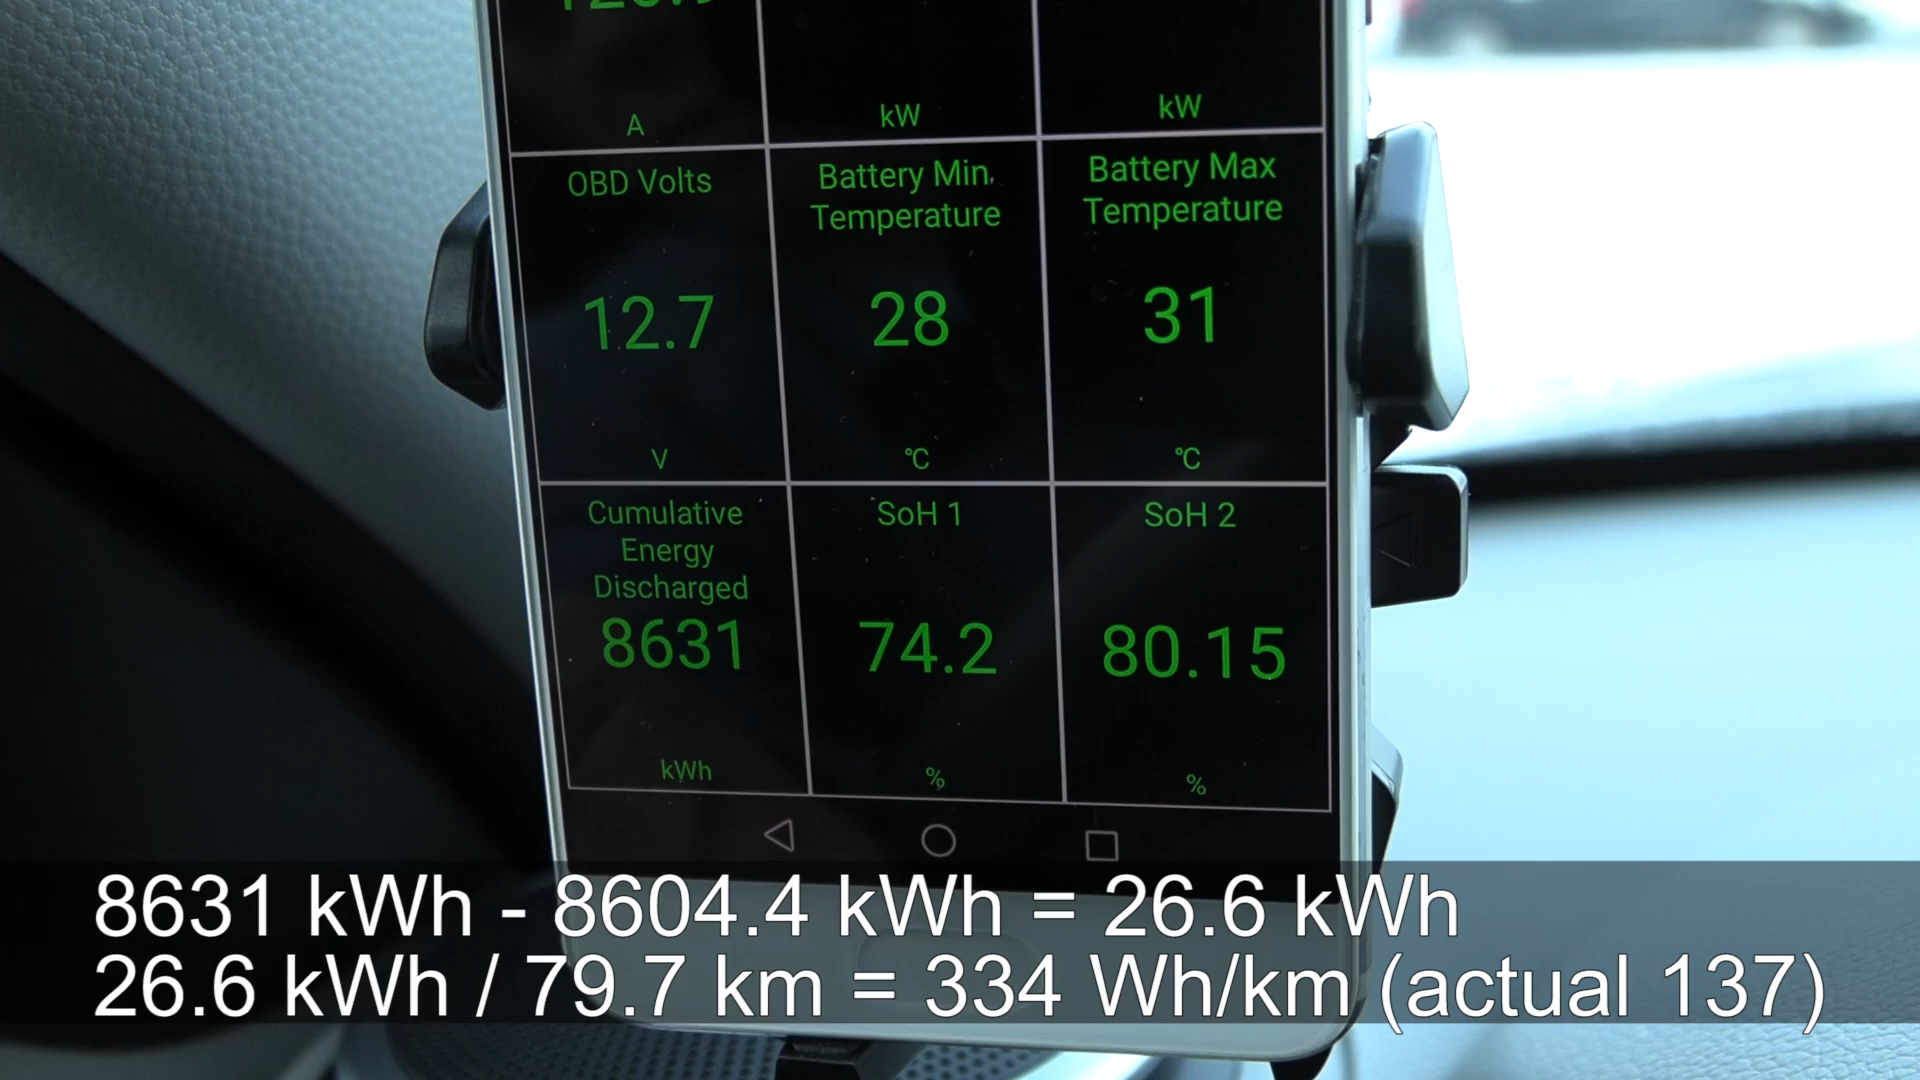 A
kW
kW
OBD Volts
Battery Min.
Temperature
Battery Max
Temperature
12.7
28
31
V
°C
°C
Cumulative
Energy
Discharged
SoH 1
SoH 2
8631
74.2
80.15
kWh
%
%
8631 kWh - 8604.4 kWh = 26.6 kWh
26.6 kWh / 79.7 km = 334 Wh/km (actual 137)